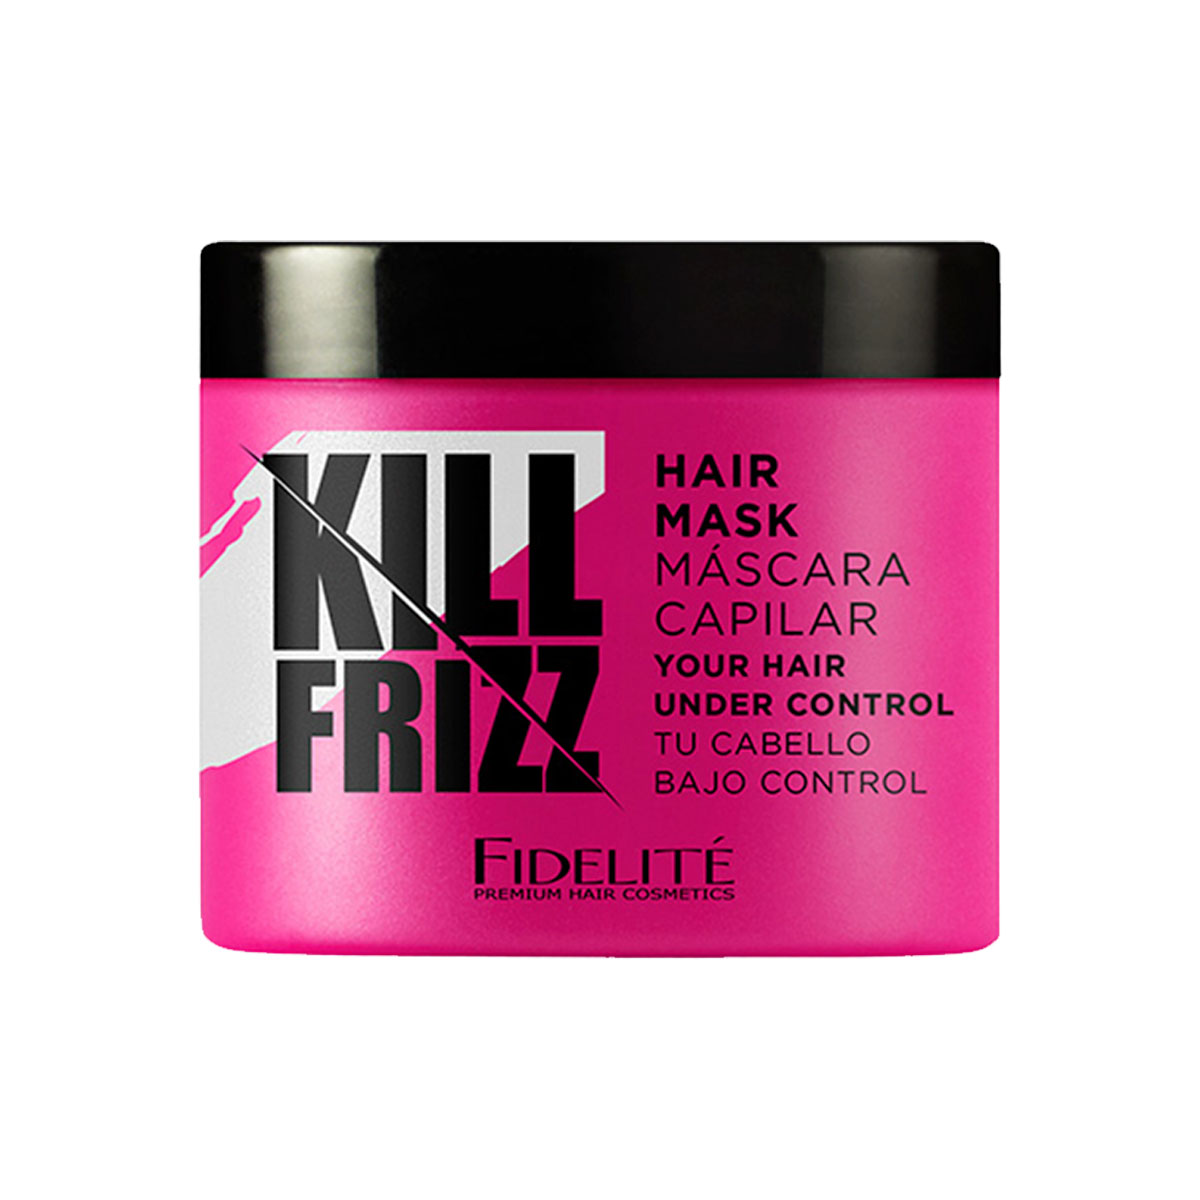 KILL
FRIZZ
HAIR
MASK
MÁSCARA
CAPILAR
YOUR HAIR
UNDER CONTROL
TU CABELLO
BAJO CONTROL
FIDELITÉ
PREMIUM HAIR COSMETICS